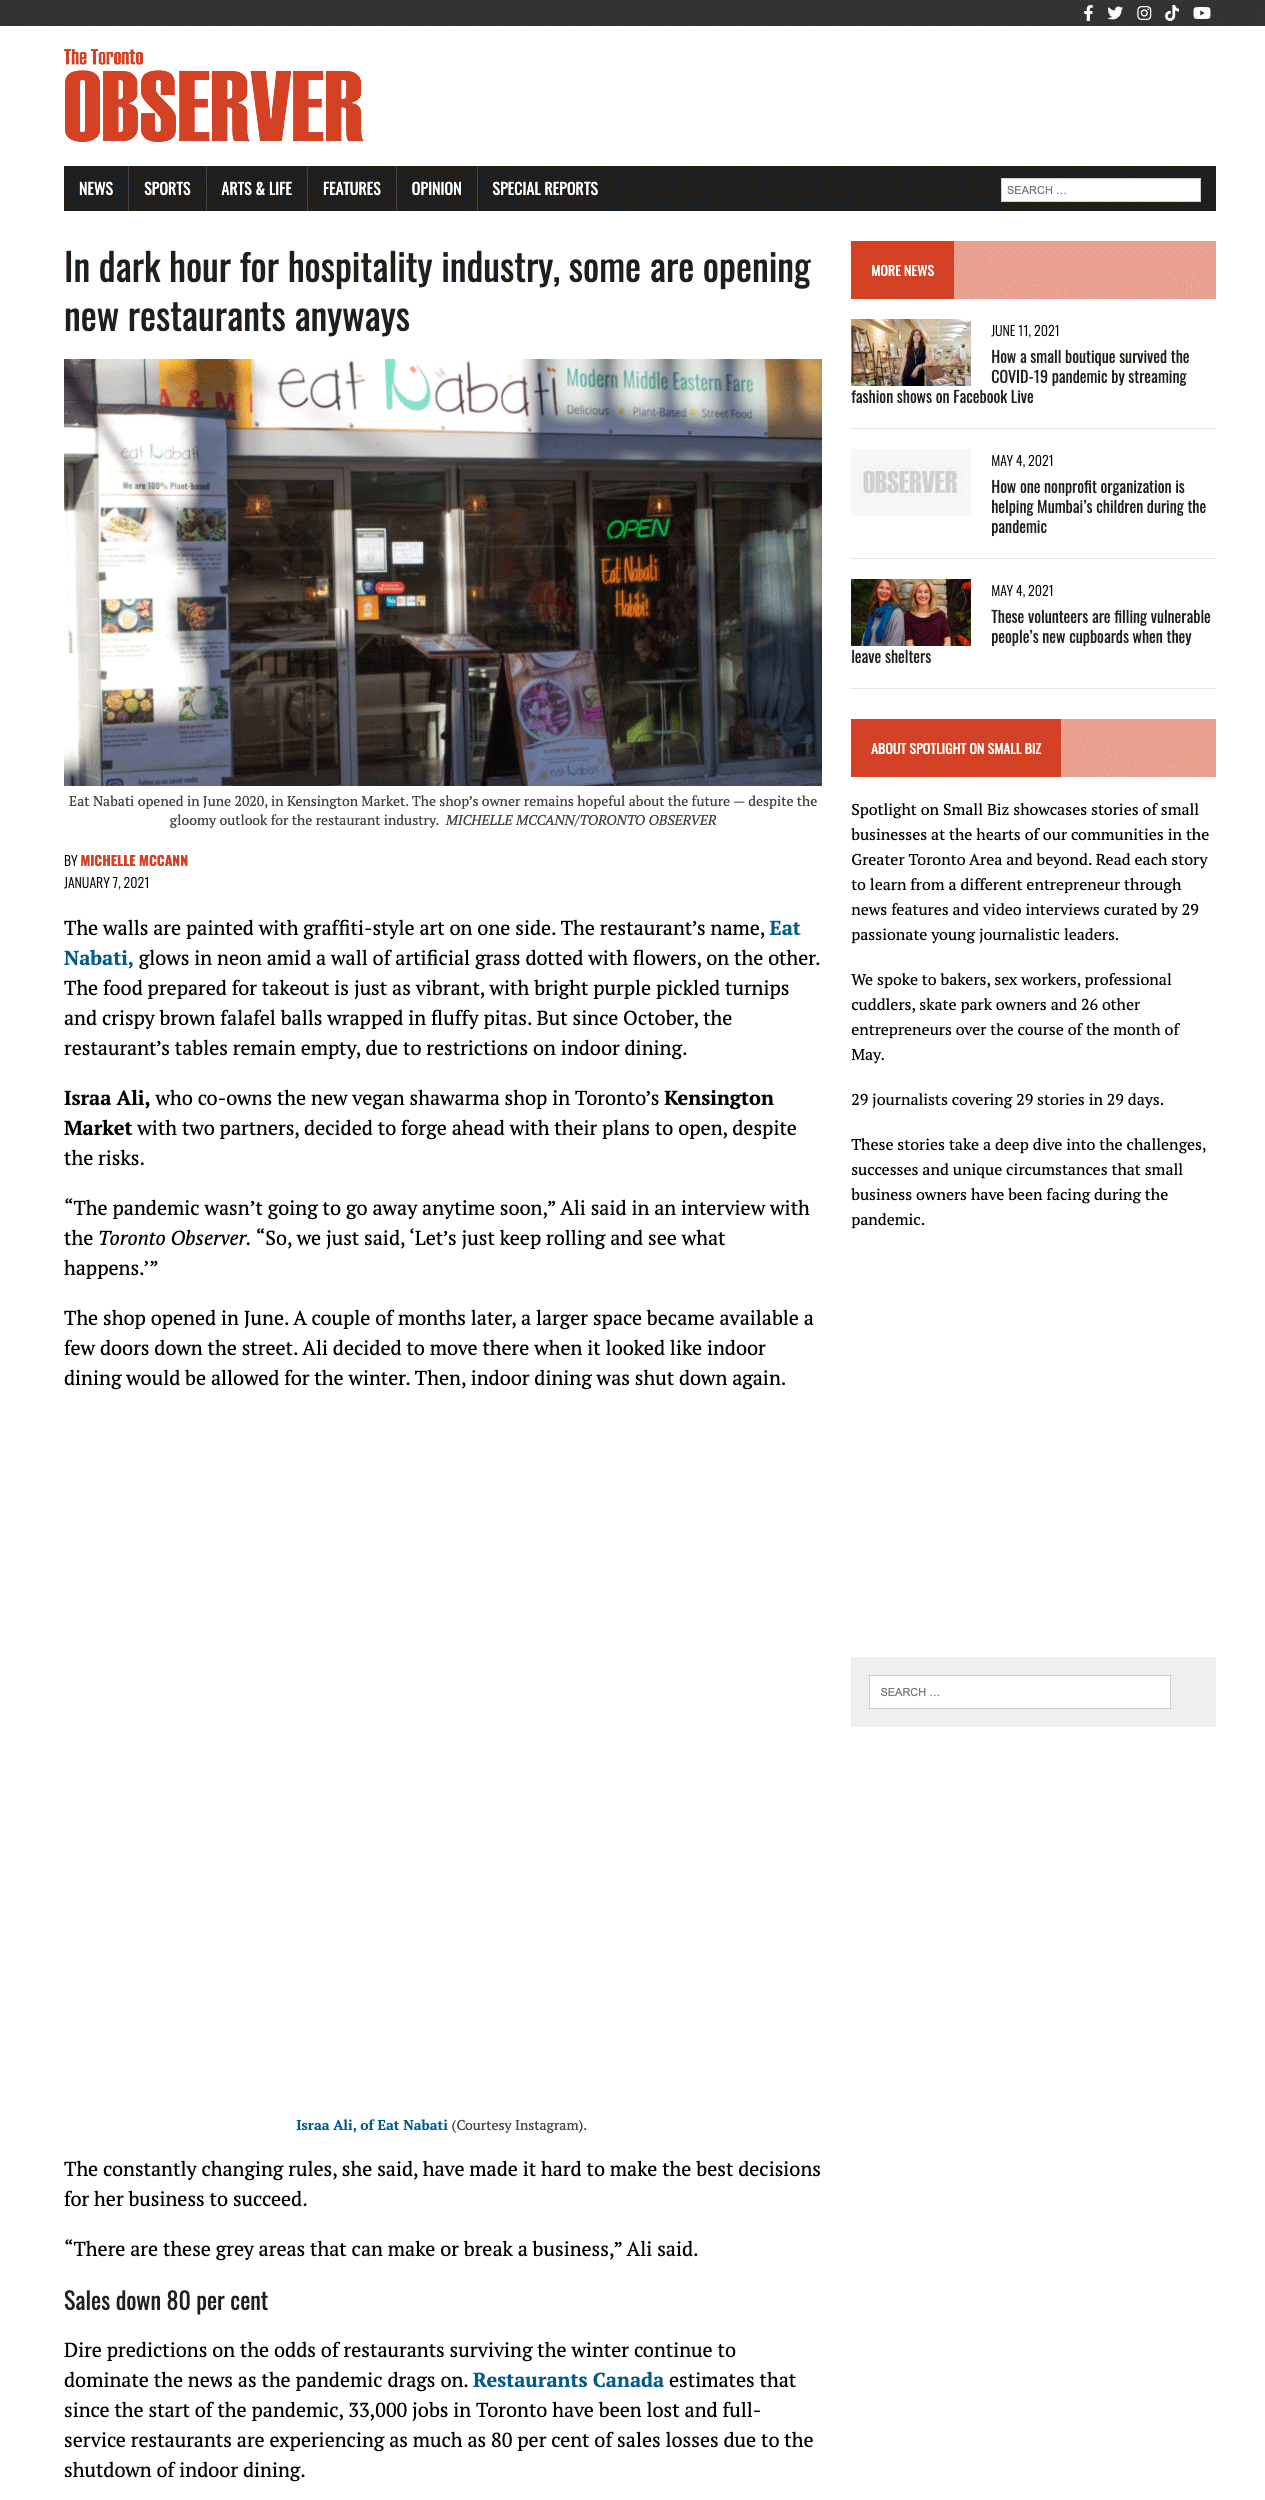 The Toronto
OBSERVER
NEWS
SPORTS
ARTS & LIFE
FEATURES
OPINION
SPECIAL REPORTS
SEARCH …
In dark hour for hospitality industry, some are opening
new restaurants anyways
eat nabati
Modern Middle Eastern Fare
Delicious
Plant-Based
Street Food
eat nabati
We are 100% Plant-based
OPEN
Eat Nabati
Habibi!
eat nabati
Follow us on social media
Eat Nabati opened in June 2020, in Kensington Market. The shop’s owner remains hopeful about the future — despite the
gloomy outlook for the restaurant industry. MICHELLE MCCANN/TORONTO OBSERVER
BY MICHELLE MCCANN
JANUARY 7, 2021
The walls are painted with graffiti-style art on one side. The restaurant’s name, Eat
Nabati, glows in neon amid a wall of artificial grass dotted with flowers, on the other.
The food prepared for takeout is just as vibrant, with bright purple pickled turnips
and crispy brown falafel balls wrapped in fluffy pitas. But since October, the
restaurant’s tables remain empty, due to restrictions on indoor dining.
Israa Ali, who co-owns the new vegan shawarma shop in Toronto’s Kensington
Market with two partners, decided to forge ahead with their plans to open, despite
the risks.
“The pandemic wasn’t going to go away anytime soon,” Ali said in an interview with
the Toronto Observer. “So, we just said, ‘Let’s just keep rolling and see what
happens.’”
The shop opened in June. A couple of months later, a larger space became available a
few doors down the street. Ali decided to move there when it looked like indoor
dining would be allowed for the winter. Then, indoor dining was shut down again.
Israa Ali, of Eat Nabati (Courtesy Instagram).
The constantly changing rules, she said, have made it hard to make the best decisions
for her business to succeed.
“There are these grey areas that can make or break a business,” Ali said.
Sales down 80 per cent
Dire predictions on the odds of restaurants surviving the winter continue to
dominate the news as the pandemic drags on. Restaurants Canada estimates that
since the start of the pandemic, 33,000 jobs in Toronto have been lost and full-
service restaurants are experiencing as much as 80 per cent of sales losses due to the
shutdown of indoor dining.
MORE NEWS
JUNE 11, 2021
How a small boutique survived the
COVID-19 pandemic by streaming
fashion shows on Facebook Live
OBSERVER
MAY 4, 2021
How one nonprofit organization is
helping Mumbai’s children during the
pandemic
MAY 4, 2021
These volunteers are filling vulnerable
people’s new cupboards when they
leave shelters
ABOUT SPOTLIGHT ON SMALL BIZ
Spotlight on Small Biz showcases stories of small
businesses at the hearts of our communities in the
Greater Toronto Area and beyond. Read each story
to learn from a different entrepreneur through
news features and video interviews curated by 29
passionate young journalistic leaders.
We spoke to bakers, sex workers, professional
cuddlers, skate park owners and 26 other
entrepreneurs over the course of the month of
May.
29 journalists covering 29 stories in 29 days.
These stories take a deep dive into the challenges,
successes and unique circumstances that small
business owners have been facing during the
pandemic.
SEARCH …